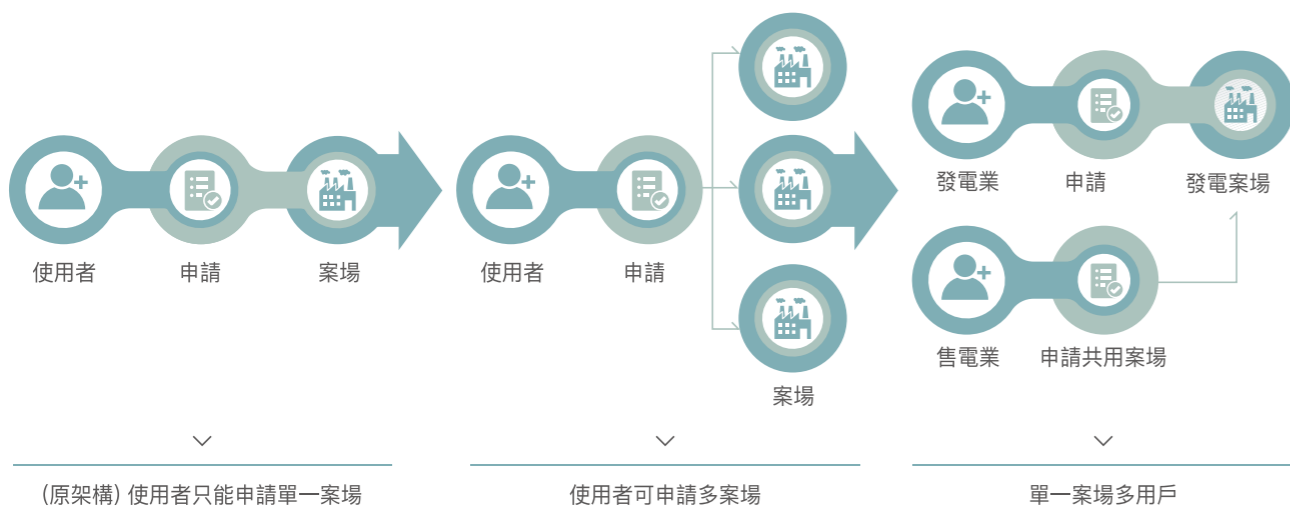 使用者
申請
案場
(原架構) 使用者只能申請單一案場
使用者
申請
案場
使用者可申請多案場
發電業
申請
發電案場
售電業
申請共用案場
單一案場多用戶